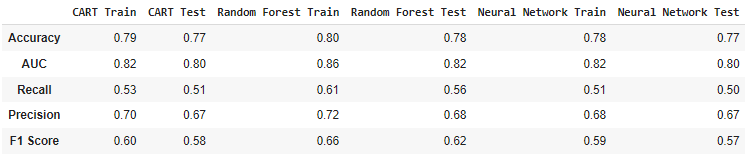 CART Train CART Test Random Forest Train Random Forest Test Neural Network Train Neural Network Test
Accuracy 0.79 0.77 0.80 0.78 0.78 0.77
AUC 0.82 0.80 0.86 0.82 0.82 0.80
Recall 0.53 0.51 0.61 0.56 0.51 0.50
Precision 0.70 0.67 0.72 0.68 0.68 0.67
F1 Score 0.60 0.58 0.66 0.62 0.59 0.57